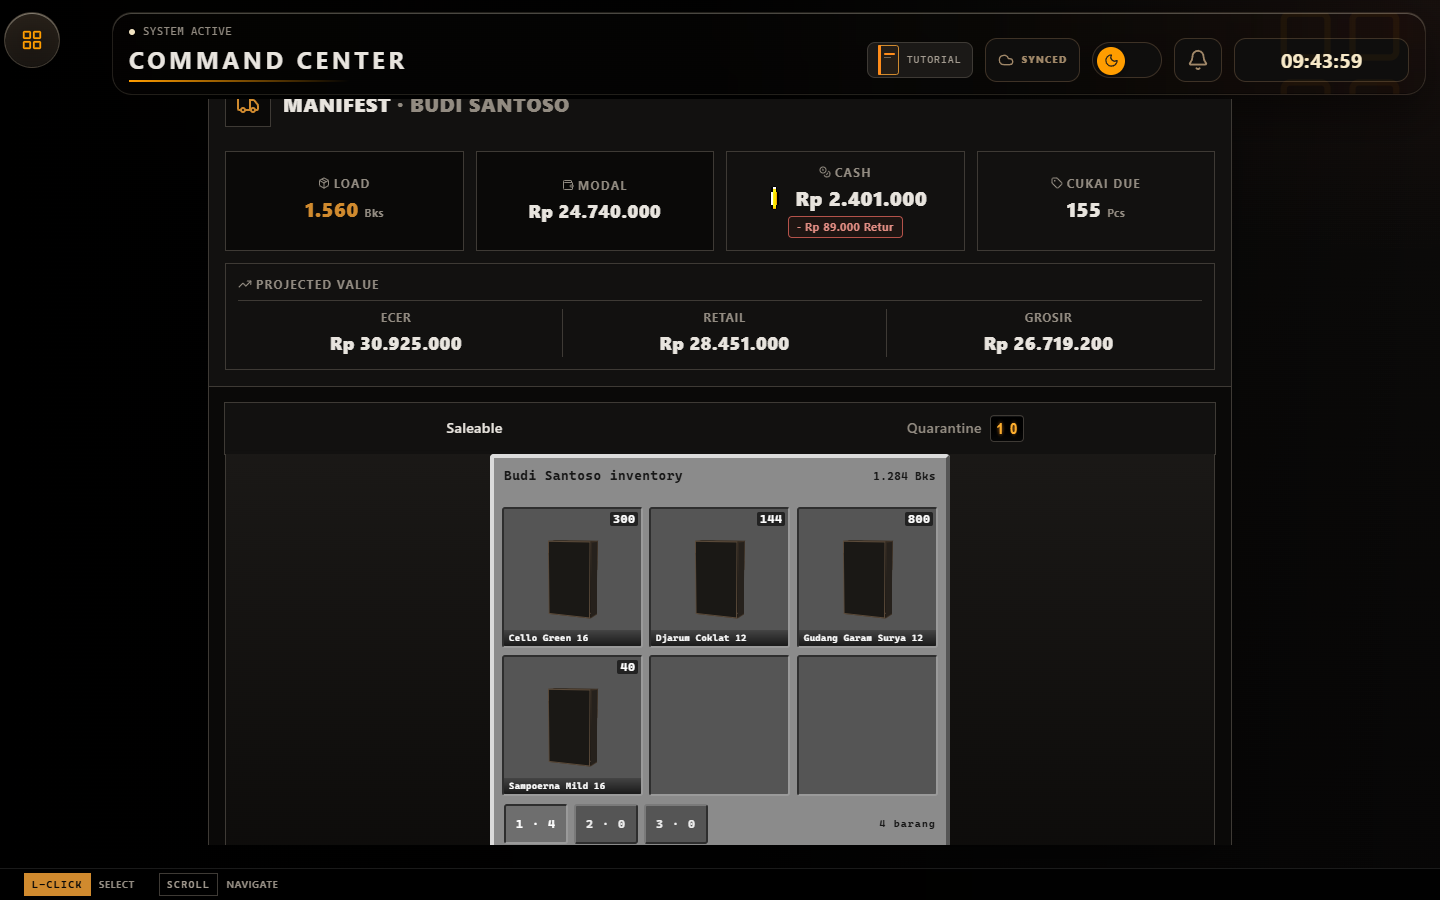 SYSTEM ACTIVE
COMMAND CENTER
TUTORIAL
SYNCED
09:43:59
MANIFEST · BUDI SANTOSO
LOAD
1.560 Bks
MODAL
Rp 24.740.000
CASH
Rp 2.401.000
- Rp 89.000 Retur
CUKAI DUE
155 Pcs
PROJECTED VALUE
ECER
Rp 30.925.000
RETAIL
Rp 28.451.000
GROSIR
Rp 26.719.200
Saleable
Quarantine 10
Budi Santoso inventory
1.284 Bks
300
Cello Green 16
144
Djarum Coklat 12
800
Gudang Garam Surya 12
40
Sampoerna Mild 16
1 · 4
2 · 0
3 · 0
4 barang
L-CLICK SELECT
SCROLL NAVIGATE